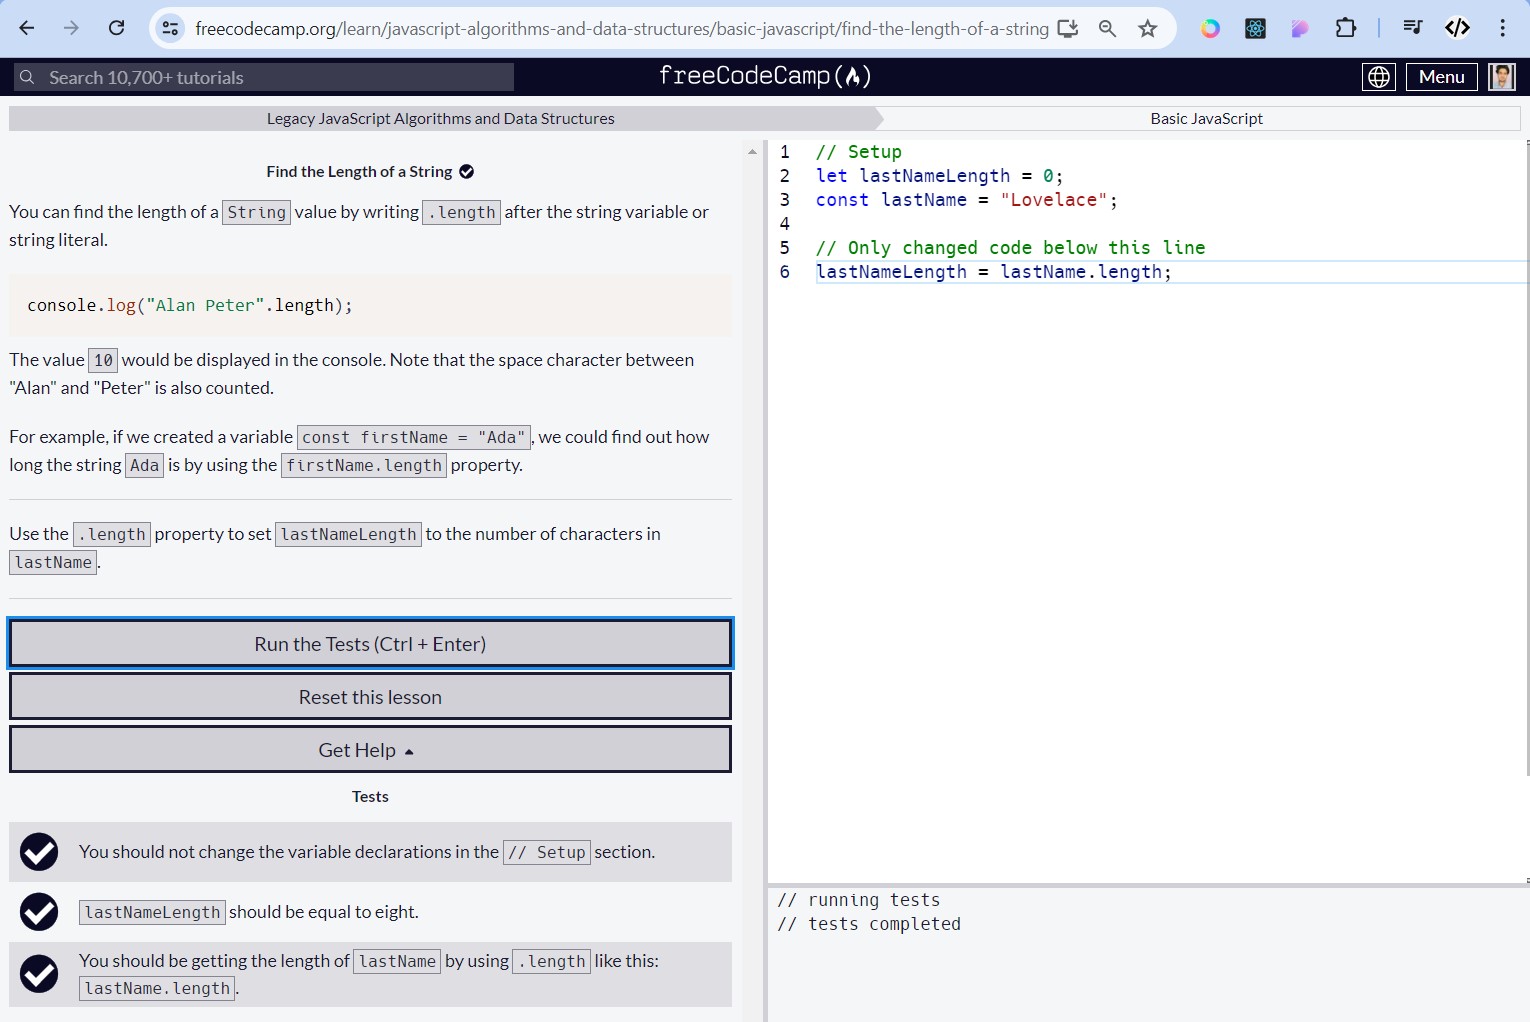 freecodecamp.org/learn/javascript-algorithms-and-data-structures/basic-javascript/find-the-length-of-a-string
Search 10,700+ tutorials
freeCodeCamp
Menu
Legacy JavaScript Algorithms and Data Structures
Basic JavaScript
Find the Length of a String
You can find the length of a String value by writing .length after the string variable or
string literal.
console.log("Alan Peter".length);
The value 10 would be displayed in the console. Note that the space character between
"Alan" and "Peter" is also counted.
For example, if we created a variable const firstName = "Ada", we could find out how
long the string Ada is by using the firstName.length property.
Use the .length property to set lastNameLength to the number of characters in
lastName.
Run the Tests (Ctrl + Enter)
Reset this lesson
Get Help
Tests
You should not change the variable declarations in the // Setup section.
lastNameLength should be equal to eight.
You should be getting the length of lastName by using .length like this:
lastName.length.
1 // Setup
2 let lastNameLength = 0;
3 const lastName = "Lovelace";
4
5 // Only changed code below this line
6 lastNameLength = lastName.length;
// running tests
// tests completed